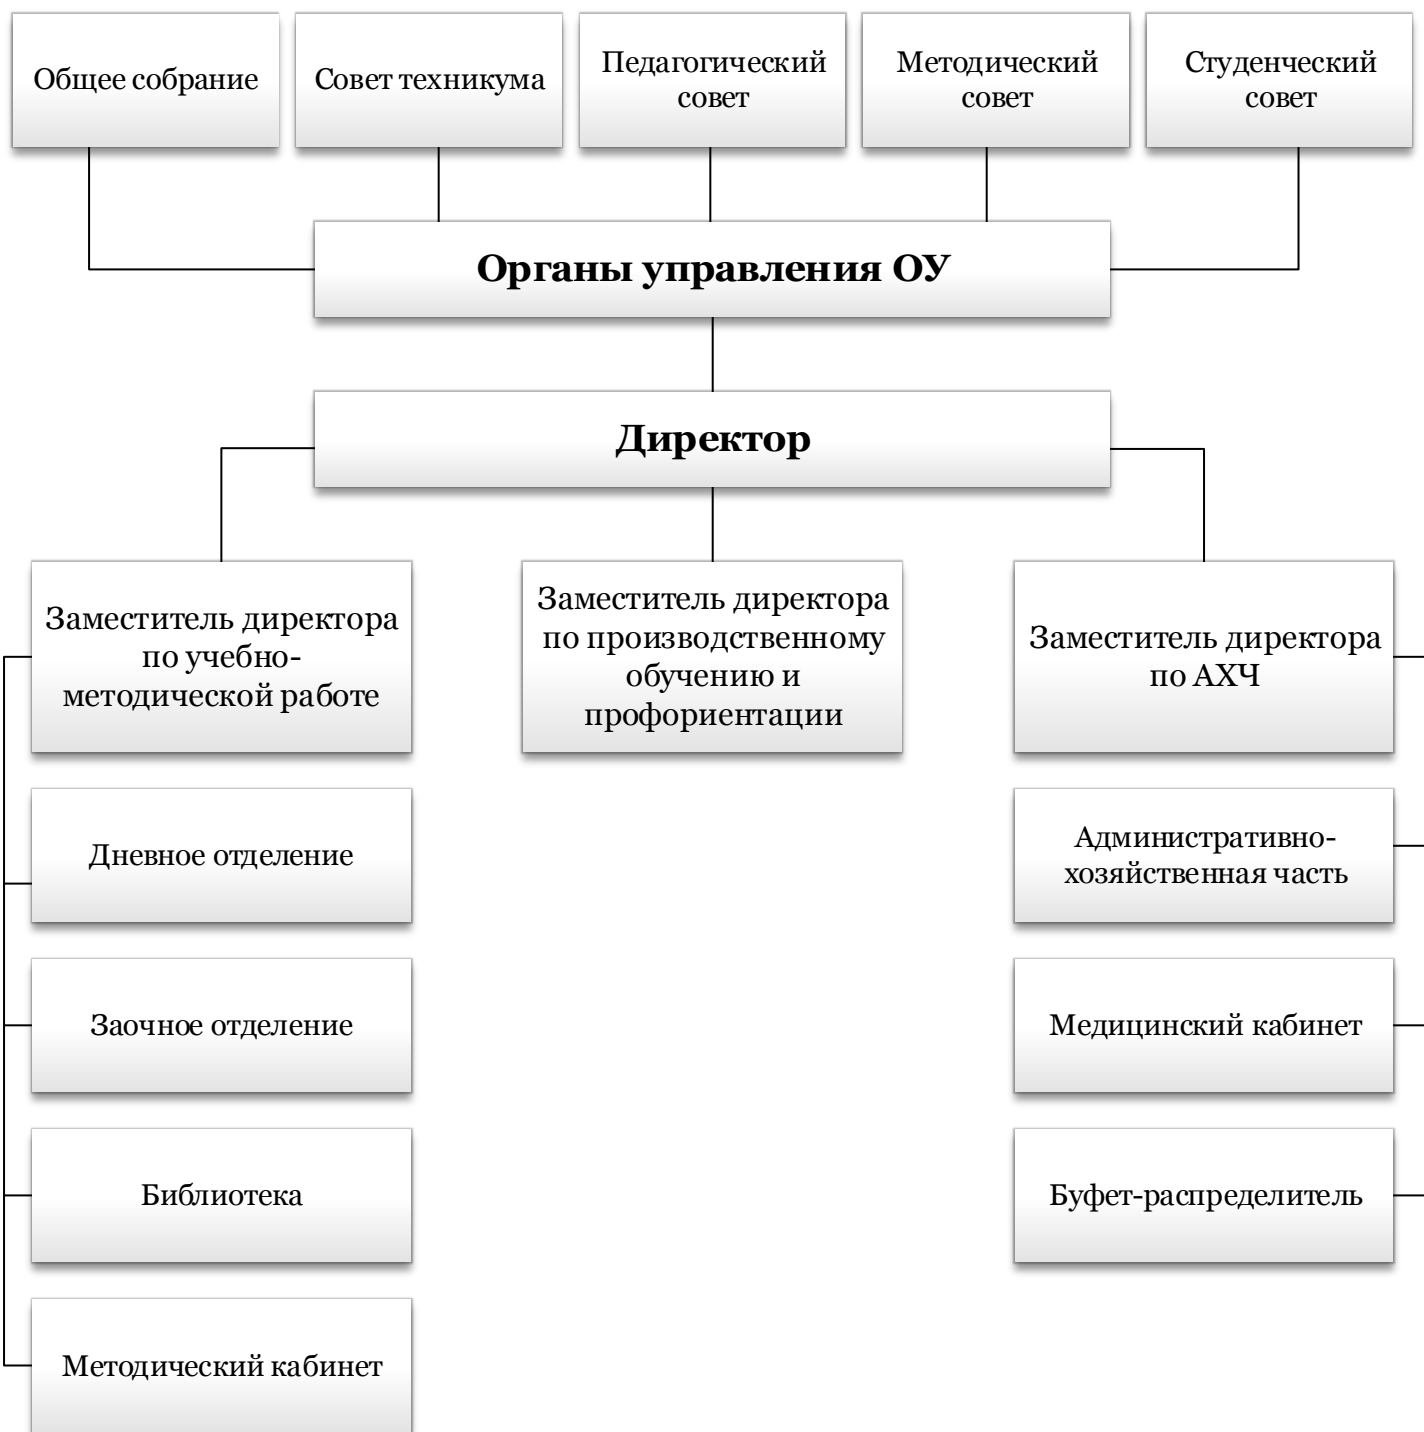 Общее собрание
Совет техникума
Педагогический
совет
Методический
совет
Студенческий
совет
Органы управления ОУ
Директор
Заместитель директора
по учебно-
методической работе
Заместитель директора
по производственному
обучению и
профориентации
Заместитель директора
по АХЧ
Дневное отделение
Административно-
хозяйственная часть
Заочное отделение
Медицинский кабинет
Библиотека
Буфет-распределитель
Методический кабинет